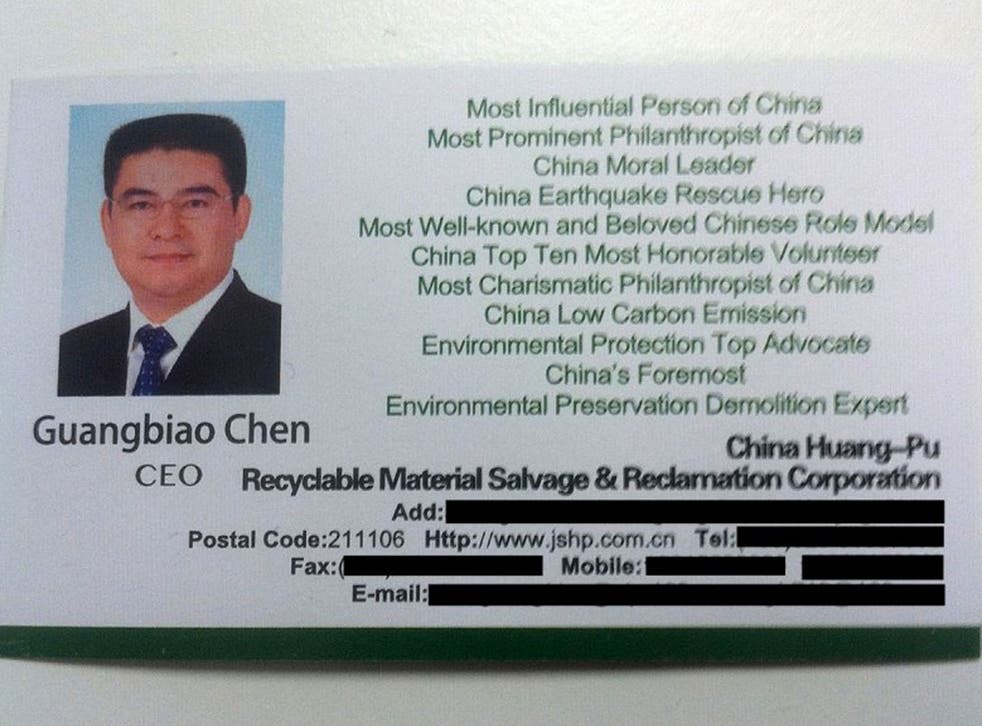 Most Influential Person of China
Most Prominent Philanthropist of China
China Moral Leader
China Earthquake Rescue Hero
Most Well-known and Beloved Chinese Role Model
China Top Ten Most Honorable Volunteer
Most Charismatic Philanthropist of China
China Low Carbon Emission
Environmental Protection Top Advocate
China's Foremost
Environmental Preservation Demolition Expert
Guangbiao Chen
CEO
China Huang-Pu
Recyclable Material Salvage & Reclamation Corporation
Add:
Postal Code:211106 Http://www.jshp.com.cn Tel:
Fax:( Mobile:
E-mail: